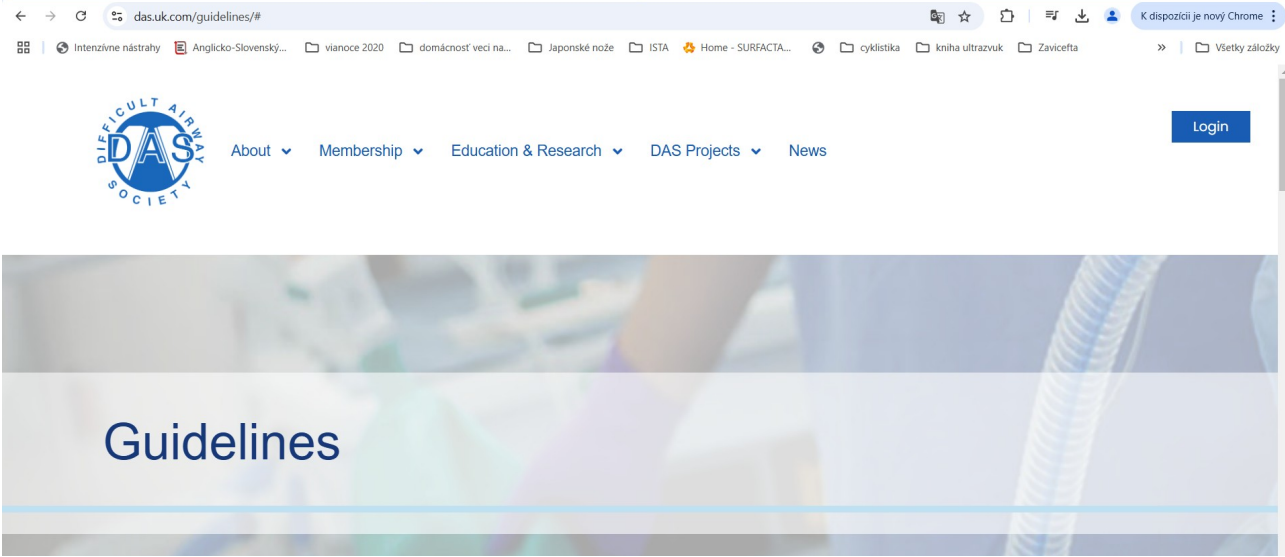 das.uk.com/guidelines/#
K dispozícii je nový Chrome
Intenzívne nástrahy
Anglicko-Slovenský...
vianoce 2020
domácnosť veci na...
Japonské nože
ISTA
Home - SURFACTA...
cyklistika
kniha ultrazvuk
Zavicefta
»
Všetky záložky
DIFFICULT AIRWAY SOCIETY
DAS
About
Membership
Education & Research
DAS Projects
News
Login
Guidelines